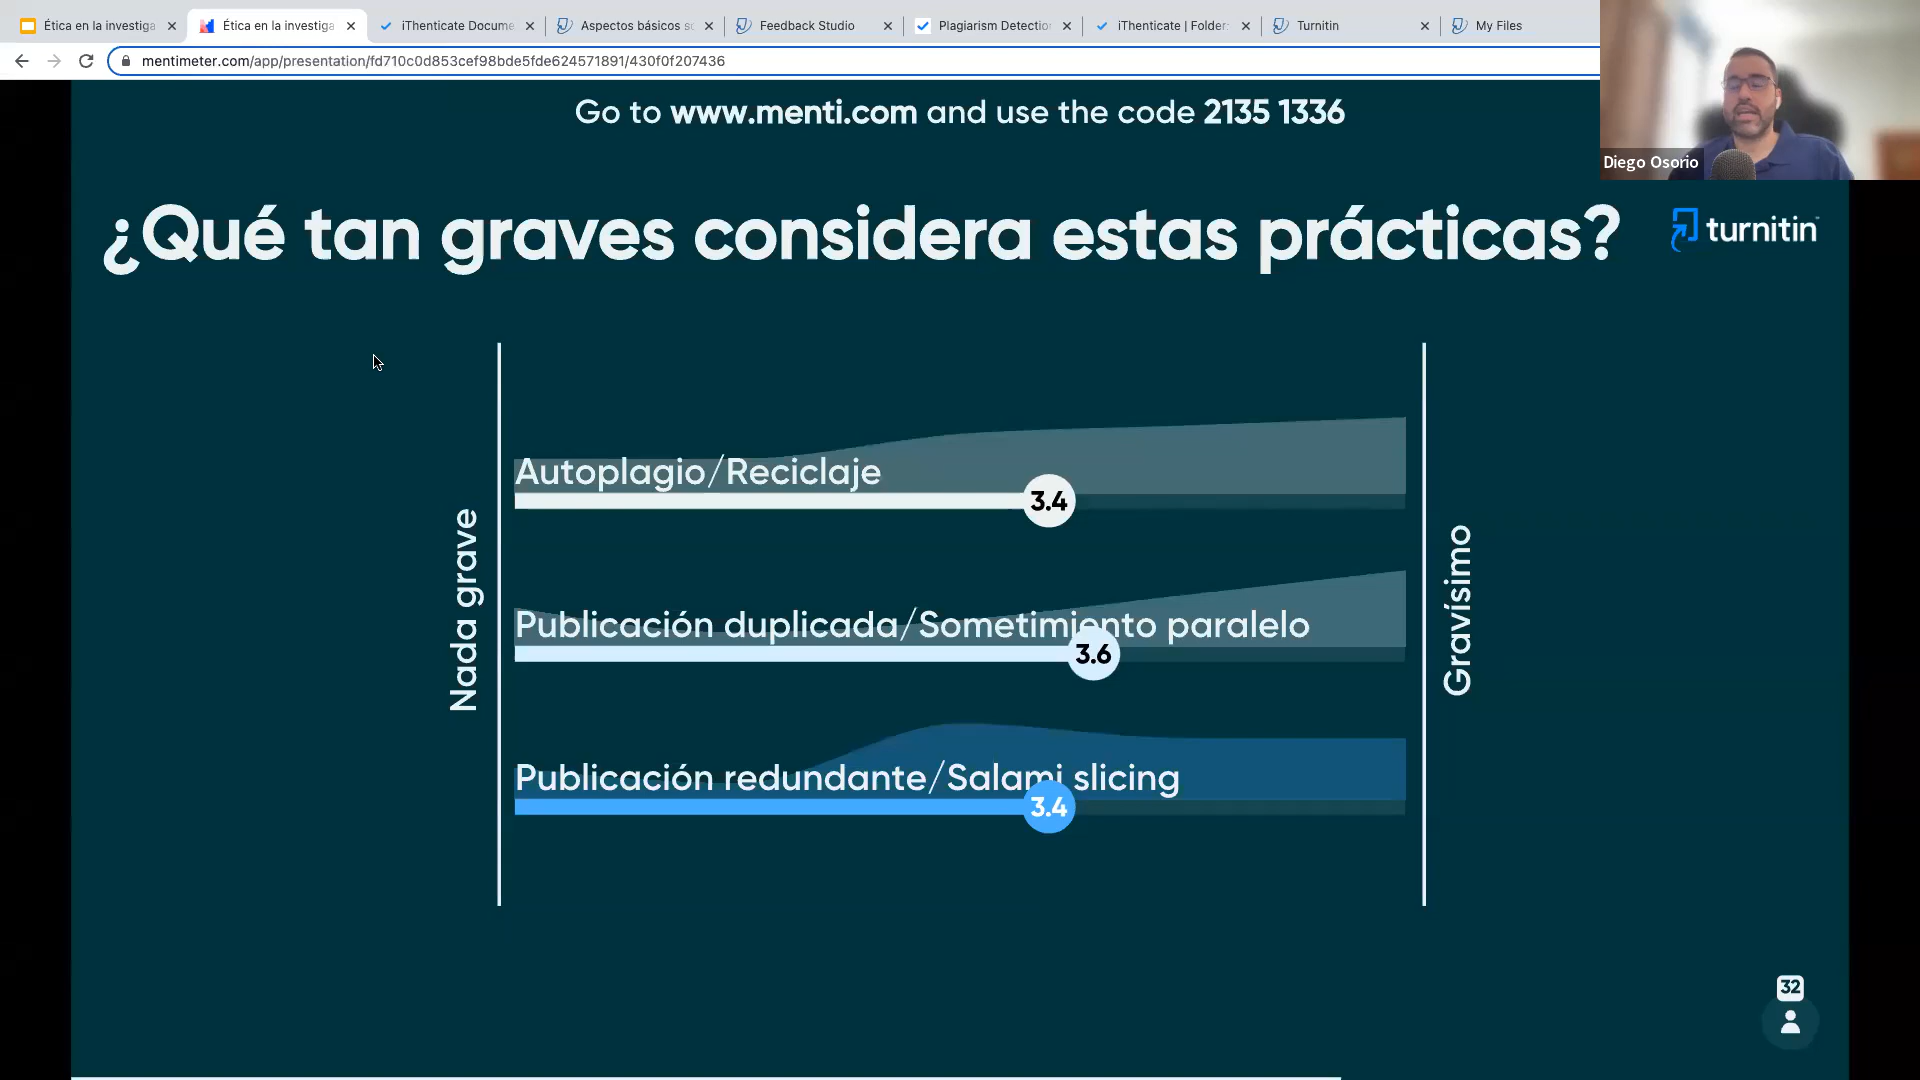 Ética en la investiga
Ética en la investiga
iThenticate Docume
Aspectos básicos so
Feedback Studio
Plagiarism Detectio
iThenticate | Folder:
Turnitin
My Files
mentimeter.com/app/presentation/fd710c0d853cef98bde5fde624571891/430f0f207436
Go to www.menti.com and use the code 2135 1336
Diego Osorio
¿Qué tan graves considera estas prácticas?
turnitin
Nada grave
Autoplagio/Reciclaje
3.4
Publicación duplicada/Sometimiento paralelo
3.6
Publicación redundante/Salami slicing
3.4
Gravísimo
32